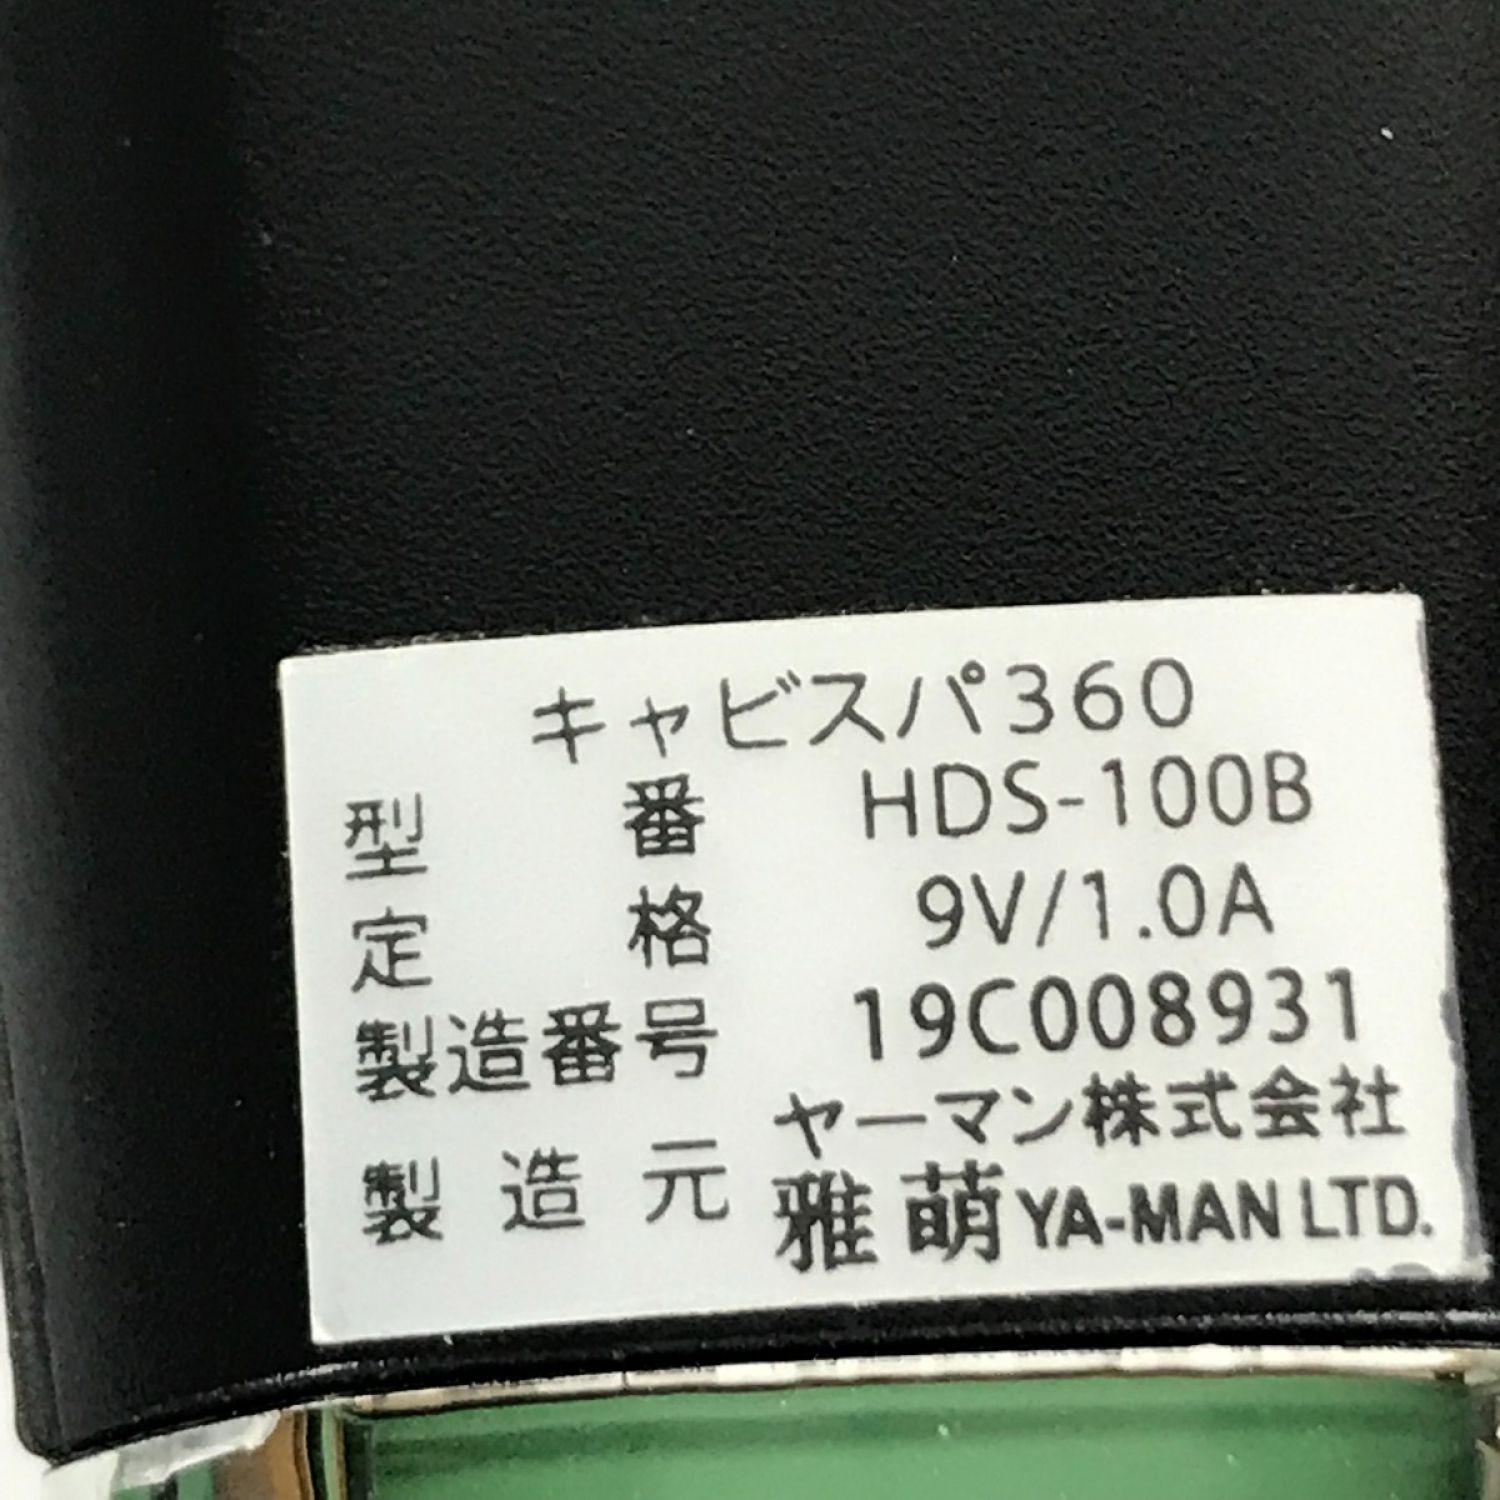 キャビスパ360
型番 HDS-100B
定格 9V/1.0A
製造番号 19C008931
製造元 ヤーマン株式会社
雅萌 YA-MAN LTD.